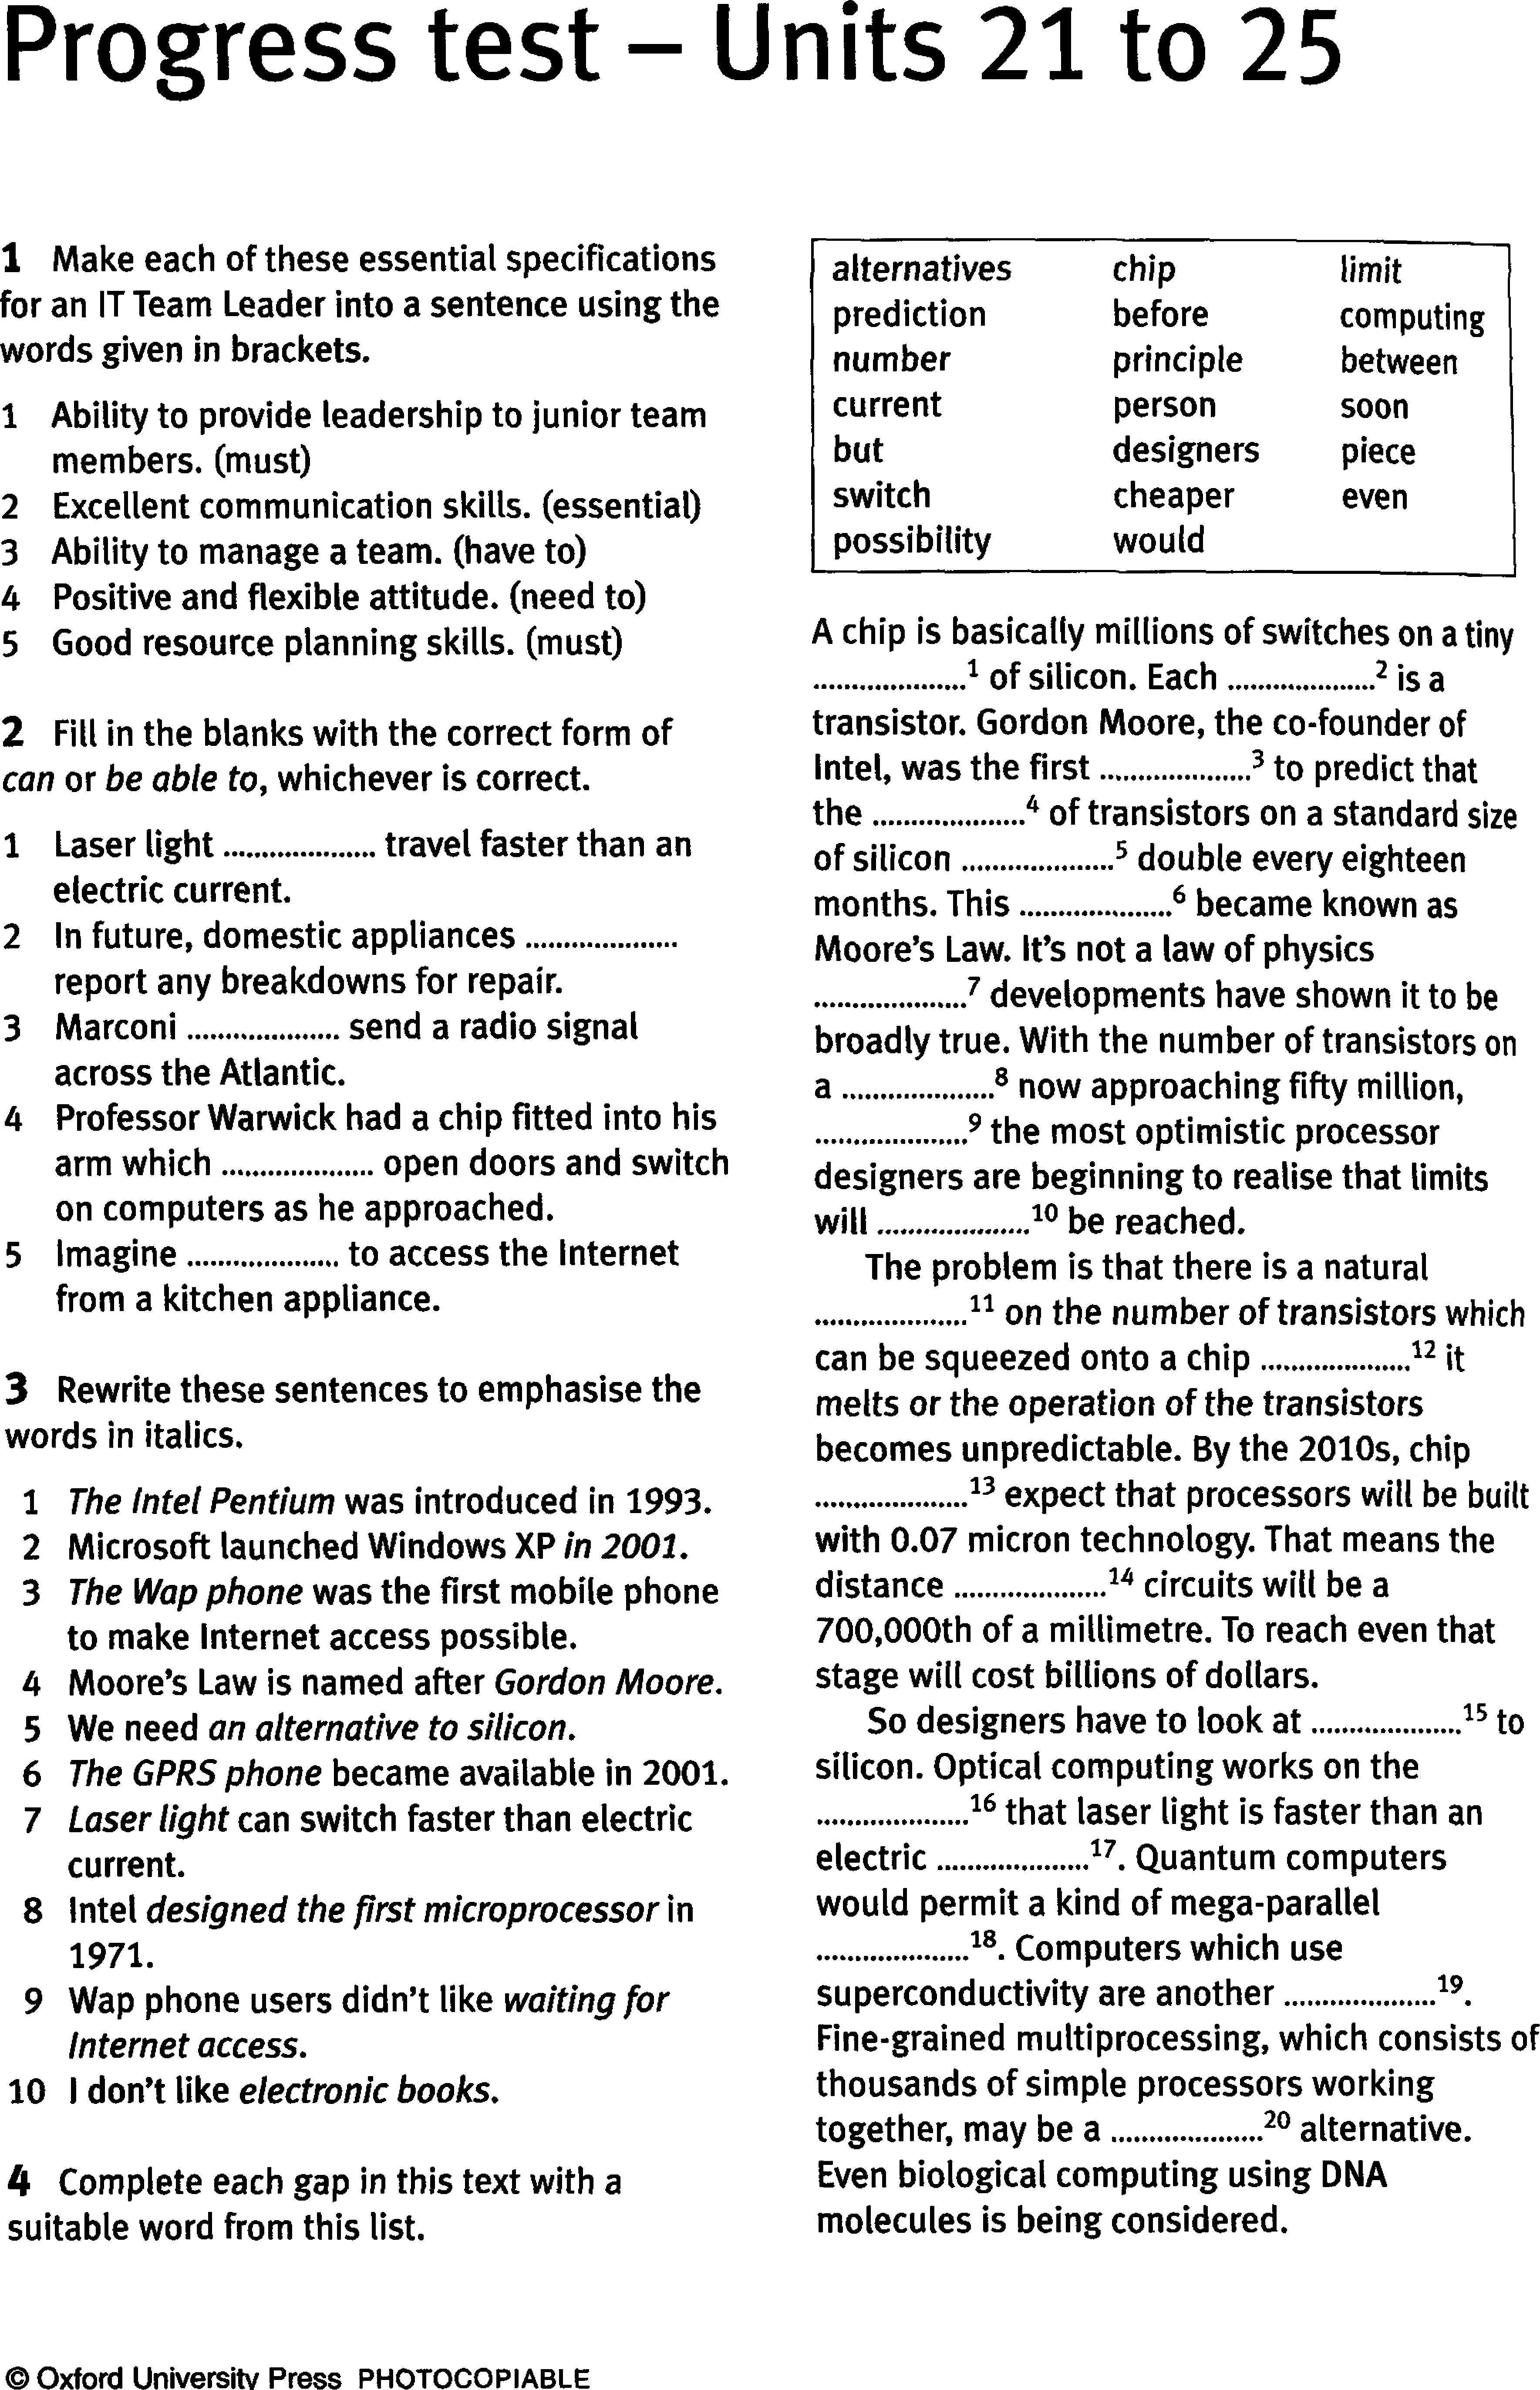 Progress test – Units 21 to 25
1 Make each of these essential specifications
for an IT Team Leader into a sentence using the
words given in brackets.
1 Ability to provide leadership to junior team
members. (must)
2 Excellent communication skills. (essential)
3 Ability to manage a team. (have to)
4 Positive and flexible attitude. (need to)
5 Good resource planning skills. (must)
2 Fill in the blanks with the correct form of
can or be able to, whichever is correct.
1 Laser light .................... travel faster than an
electric current.
2 In future, domestic appliances ....................
report any breakdowns for repair.
3 Marconi .................... send a radio signal
across the Atlantic.
4 Professor Warwick had a chip fitted into his
arm which .................... open doors and switch
on computers as he approached.
5 Imagine .................... to access the Internet
from a kitchen appliance.
3 Rewrite these sentences to emphasise the
words in italics.
1 The Intel Pentium was introduced in 1993.
2 Microsoft launched Windows XP in 2001.
3 The Wap phone was the first mobile phone
to make Internet access possible.
4 Moore's Law is named after Gordon Moore.
5 We need an alternative to silicon.
6 The GPRS phone became available in 2001.
7 Laser light can switch faster than electric
current.
8 Intel designed the first microprocessor in
1971.
9 Wap phone users didn't like waiting for
Internet access.
10 I don't like electronic books.
4 Complete each gap in this text with a
suitable word from this list.
alternatives chip limit
prediction before computing
number principle between
current person soon
but designers piece
switch cheaper even
possibility would
A chip is basically millions of switches on a tiny
....................1 of silicon. Each ....................2 is a
transistor. Gordon Moore, the co-founder of
Intel, was the first ....................3 to predict that
the ....................4 of transistors on a standard size
of silicon ....................5 double every eighteen
months. This ....................6 became known as
Moore's Law. It's not a law of physics
....................7 developments have shown it to be
broadly true. With the number of transistors on
a ....................8 now approaching fifty million,
....................9 the most optimistic processor
designers are beginning to realise that limits
will ....................10 be reached.
The problem is that there is a natural
....................11 on the number of transistors which
can be squeezed onto a chip ....................12 it
melts or the operation of the transistors
becomes unpredictable. By the 2010s, chip
....................13 expect that processors will be built
with 0.07 micron technology. That means the
distance ....................14 circuits will be a
700,000th of a millimetre. To reach even that
stage will cost billions of dollars.
So designers have to look at ....................15 to
silicon. Optical computing works on the
....................16 that laser light is faster than an
electric ....................17. Quantum computers
would permit a kind of mega-parallel
....................18. Computers which use
superconductivity are another ....................19.
Fine-grained multiprocessing, which consists of
thousands of simple processors working
together, may be a ....................20 alternative.
Even biological computing using DNA
molecules is being considered.
© Oxford University Press PHOTOCOPIABLE